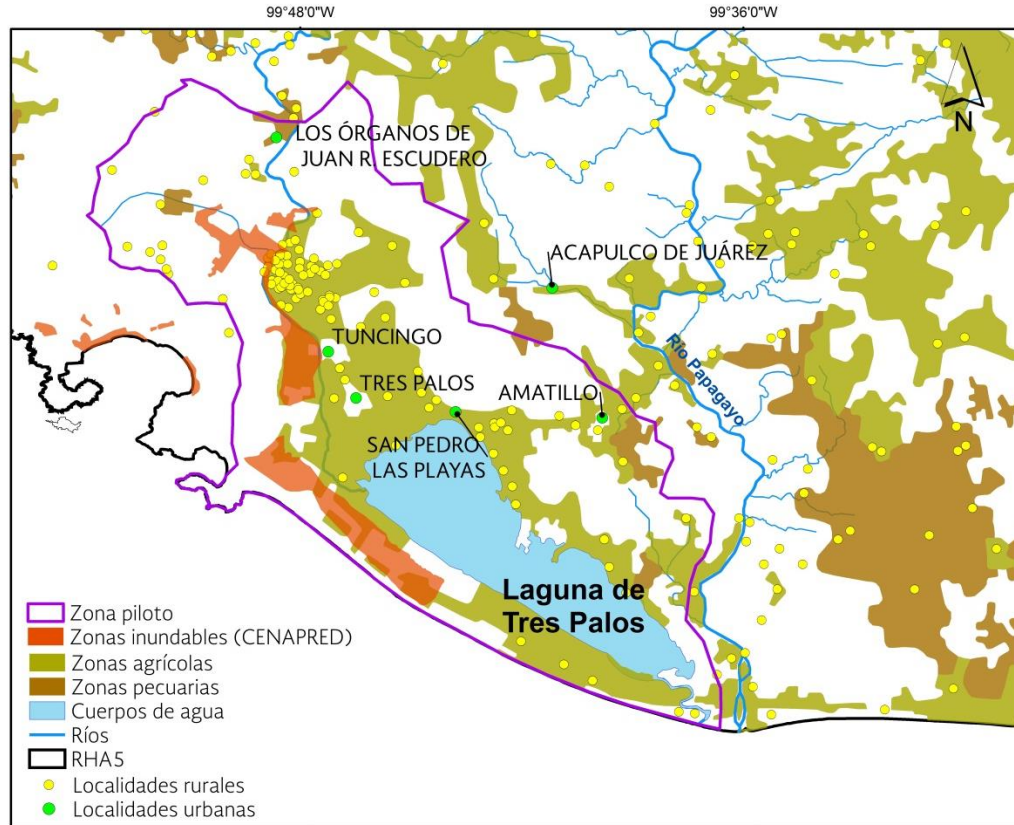 99°48'0"W
99°36'0"W
N
LOS ÓRGANOS DE
JUAN R. ESCUDERO
ACAPULCO DE JUÁREZ
TUNCINGO
Río Papagayo
TRES PALOS
AMATILLO
SAN PEDRO
LAS PLAYAS
Laguna de
Tres Palos
Zona piloto
Zonas inundables (CENAPRED)
Zonas agrícolas
Zonas pecuarias
Cuerpos de agua
Ríos
RHA5
Localidades rurales
Localidades urbanas